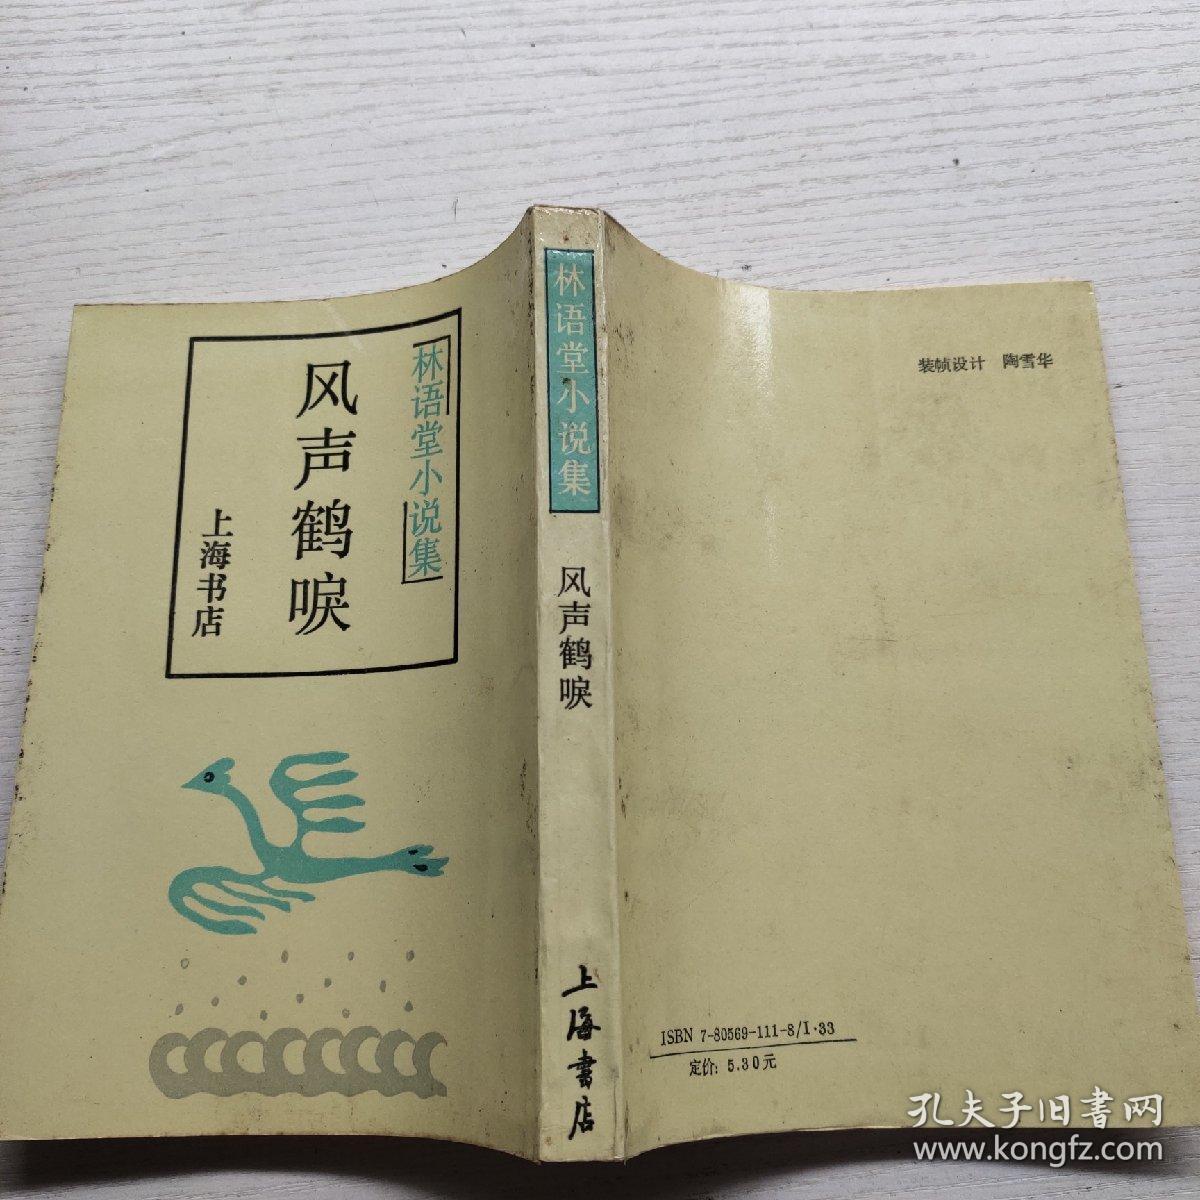 林语堂小说集
风声鹤唳
上海书店
林语堂小说集
风声鹤唳
上海書店
装帧设计 陶雪华
ISBN 7-80569-111-8/I·33
定价: 5.30元
孔夫子旧書网
www.kongfz.com